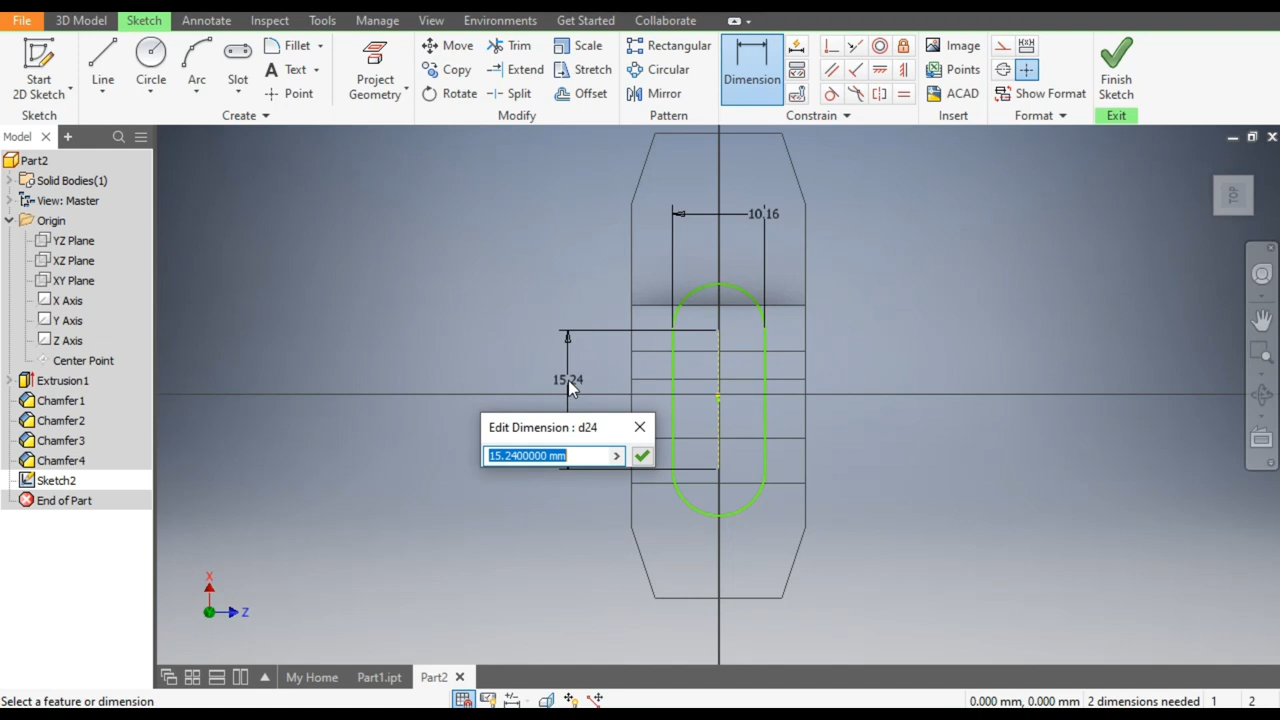 File 3D Model Sketch Annotate Inspect Tools Manage View Environments Get Started Collaborate
Start 2D Sketch
Line
Circle
Arc
Slot
Fillet
Text
Point
Project Geometry
Move
Copy
Rotate
Trim
Extend
Split
Scale
Stretch
Offset
Rectangular
Circular
Mirror
Dimension
Image
Points
ACAD
Show Format
Finish Sketch
Sketch Create Modify Pattern Constrain Insert Format Exit
Model
Part2
Solid Bodies(1)
View: Master
Origin
YZ Plane
XZ Plane
XY Plane
X Axis
Y Axis
Z Axis
Center Point
Extrusion1
Chamfer1
Chamfer2
Chamfer3
Chamfer4
Sketch2
End of Part
10.16
15.24
Edit Dimension : d24
15.2400000 mm
TOP
X
Z
My Home Part1.ipt Part2
Select a feature or dimension
0.000 mm, 0.000 mm 2 dimensions needed 1 2